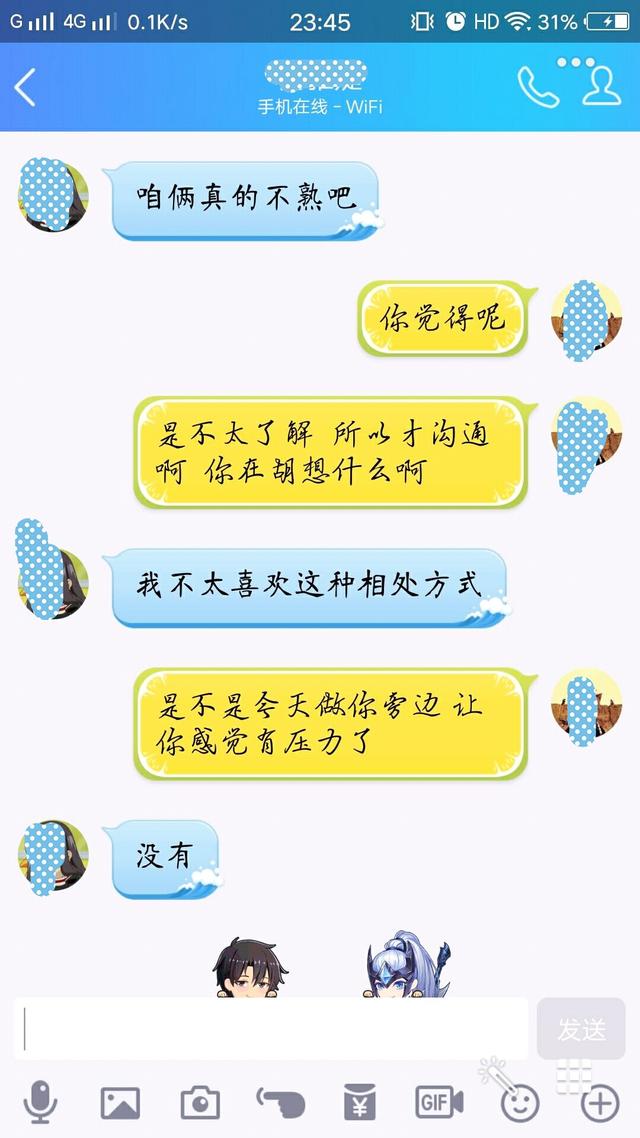 G 4G 0.1K/s 23:45 HD 31%
手机在线 - WiFi
咱俩真的不熟吧
你觉得呢
是不太了解 所以才沟通
啊 你在胡想什么啊
我不太喜欢这种相处方式
是不是今天做你旁边 让
你感觉有压力了
没有
发送
GIF